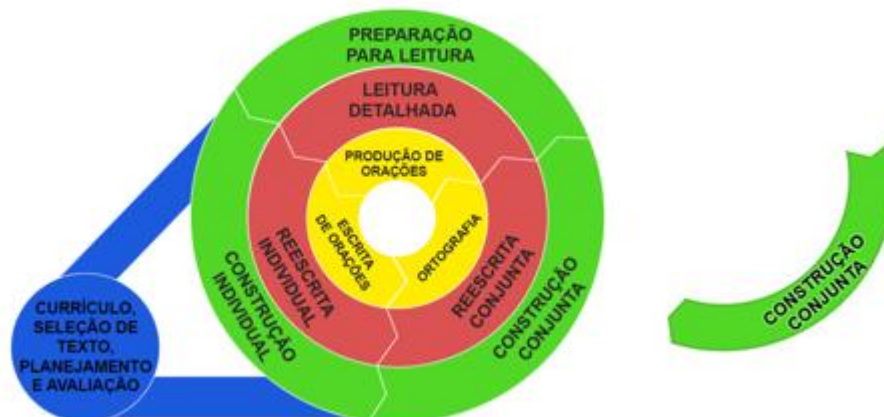 PREPARAÇÃO
PARA LEITURA
LEITURA
DETALHADA
PRODUÇÃO DE
ORAÇÕES
ESCRITA
DE ORAÇÕES
ORTOGRAFIA
REESCRITA
INDIVIDUAL
REESCRITA
CONJUNTA
CONSTRUÇÃO
INDIVIDUAL
CONSTRUÇÃO
CONJUNTA
CURRÍCULO,
SELEÇÃO DE
TEXTO,
PLANEJAMENTO
E AVALIAÇÃO
CONSTRUÇÃO
CONJUNTA